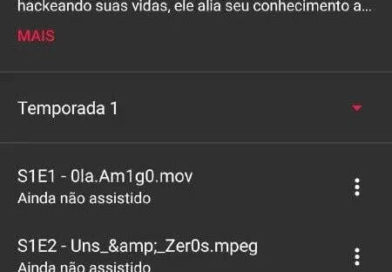 hackeando suas vidas, ele alia seu conhecimento a...
MAIS
Temporada 1
S1E1 - 0la.Am1g0.mov
Ainda não assistido
S1E2 - Uns_&amp;_Zer0s.mpeg
Ainda não assistido